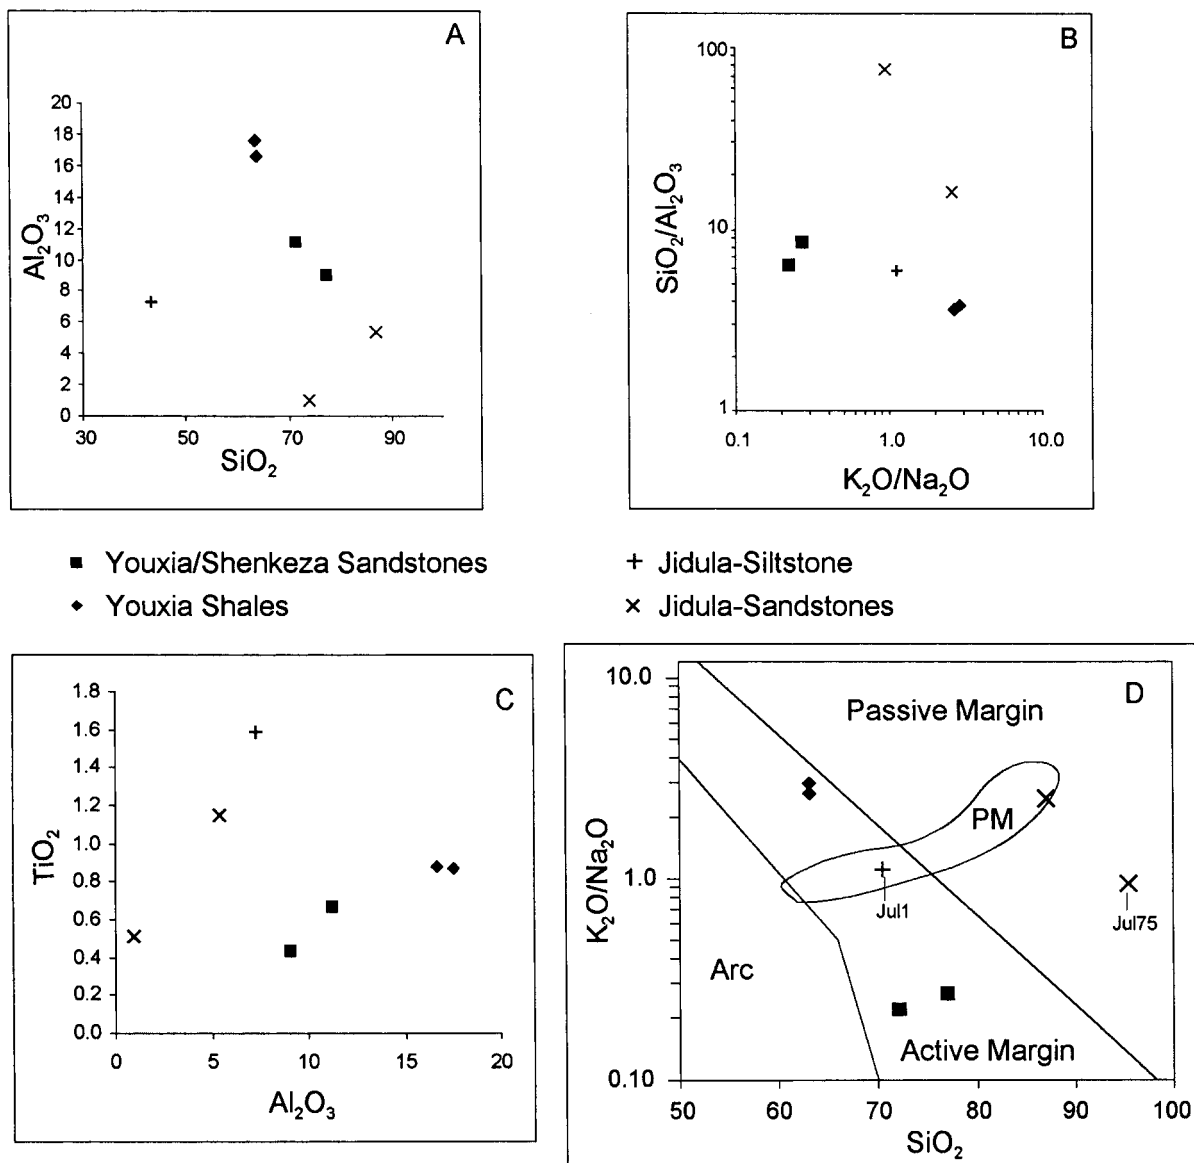 A
20
18
16
14
12
10
8
6
4
2
0
Al₂O₃
30 50 70 90
SiO₂
B
100
10
1
SiO₂/Al₂O₃
0.1 1.0 10.0
K₂O/Na₂O
Youxia/Shenkeza Sandstones
Youxia Shales
Jidula-Siltstone
Jidula-Sandstones
C
1.8
1.6
1.4
1.2
1.0
0.8
0.6
0.4
0.2
0.0
TiO₂
0 5 10 15 20
Al₂O₃
D
10.0
1.0
0.10
K₂O/Na₂O
Passive Margin
PM
Jul1
Jul75
Arc
Active Margin
50 60 70 80 90 100
SiO₂